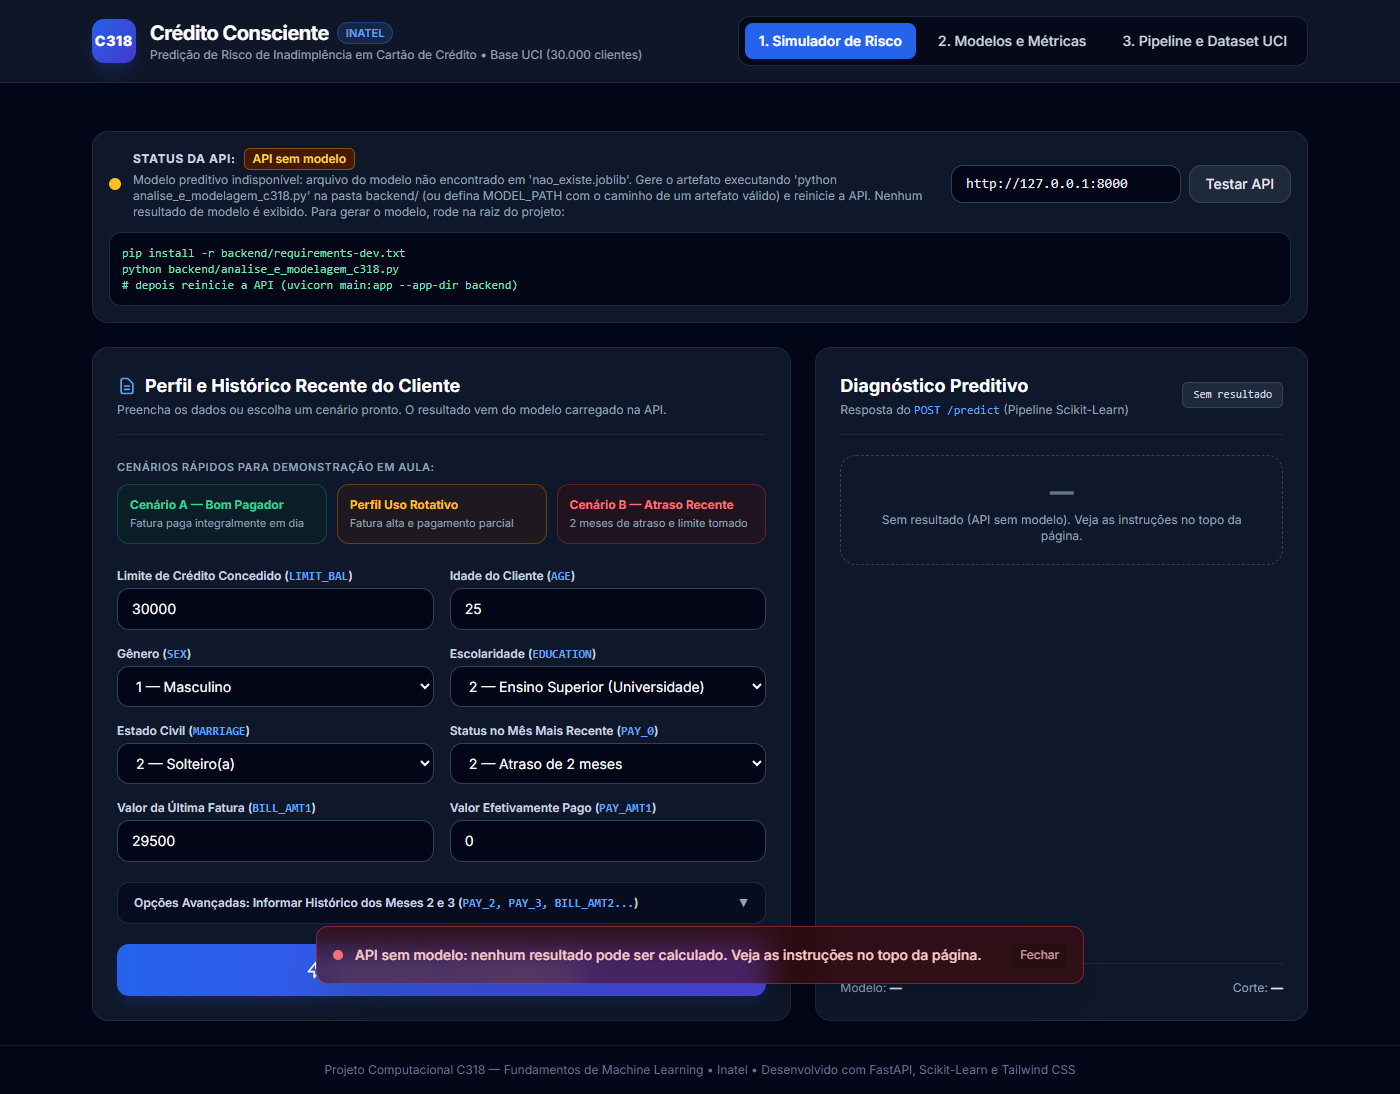 C318
Crédito Consciente
INATEL
Predição de Risco de Inadimplência em Cartão de Crédito • Base UCI (30.000 clientes)
1. Simulador de Risco
2. Modelos e Métricas
3. Pipeline e Dataset UCI
STATUS DA API:
API sem modelo
Modelo preditivo indisponível: arquivo do modelo não encontrado em 'nao_existe.joblib'. Gere o artefato executando 'python
analise_e_modelagem_c318.py' na pasta backend/ (ou defina MODEL_PATH com o caminho de um artefato válido) e reinicie a API. Nenhum
resultado de modelo é exibido. Para gerar o modelo, rode na raiz do projeto:
http://127.0.0.1:8000
Testar API
pip install -r backend/requirements-dev.txt
python backend/analise_e_modelagem_c318.py
# depois reinicie a API (uvicorn main:app --app-dir backend)
Perfil e Histórico Recente do Cliente
Preencha os dados ou escolha um cenário pronto. O resultado vem do modelo carregado na API.
CENÁRIOS RÁPIDOS PARA DEMONSTRAÇÃO EM AULA:
Cenário A — Bom Pagador
Fatura paga integralmente em dia
Perfil Uso Rotativo
Fatura alta e pagamento parcial
Cenário B — Atraso Recente
2 meses de atraso e limite tomado
Limite de Crédito Concedido (LIMIT_BAL)
30000
Idade do Cliente (AGE)
25
Gênero (SEX)
1 — Masculino
Escolaridade (EDUCATION)
2 — Ensino Superior (Universidade)
Estado Civil (MARRIAGE)
2 — Solteiro(a)
Status no Mês Mais Recente (PAY_0)
2 — Atraso de 2 meses
Valor da Última Fatura (BILL_AMT1)
29500
Valor Efetivamente Pago (PAY_AMT1)
0
Opções Avançadas: Informar Histórico dos Meses 2 e 3 (PAY_2, PAY_3, BILL_AMT2...)
▼
Diagnóstico Preditivo
Resposta do POST /predict (Pipeline Scikit-Learn)
Sem resultado
—
Sem resultado (API sem modelo). Veja as instruções no topo da
página.
API sem modelo: nenhum resultado pode ser calculado. Veja as instruções no topo da página.
Fechar
Modelo: —
Corte: —
Projeto Computacional C318 — Fundamentos de Machine Learning • Inatel • Desenvolvido com FastAPI, Scikit-Learn e Tailwind CSS